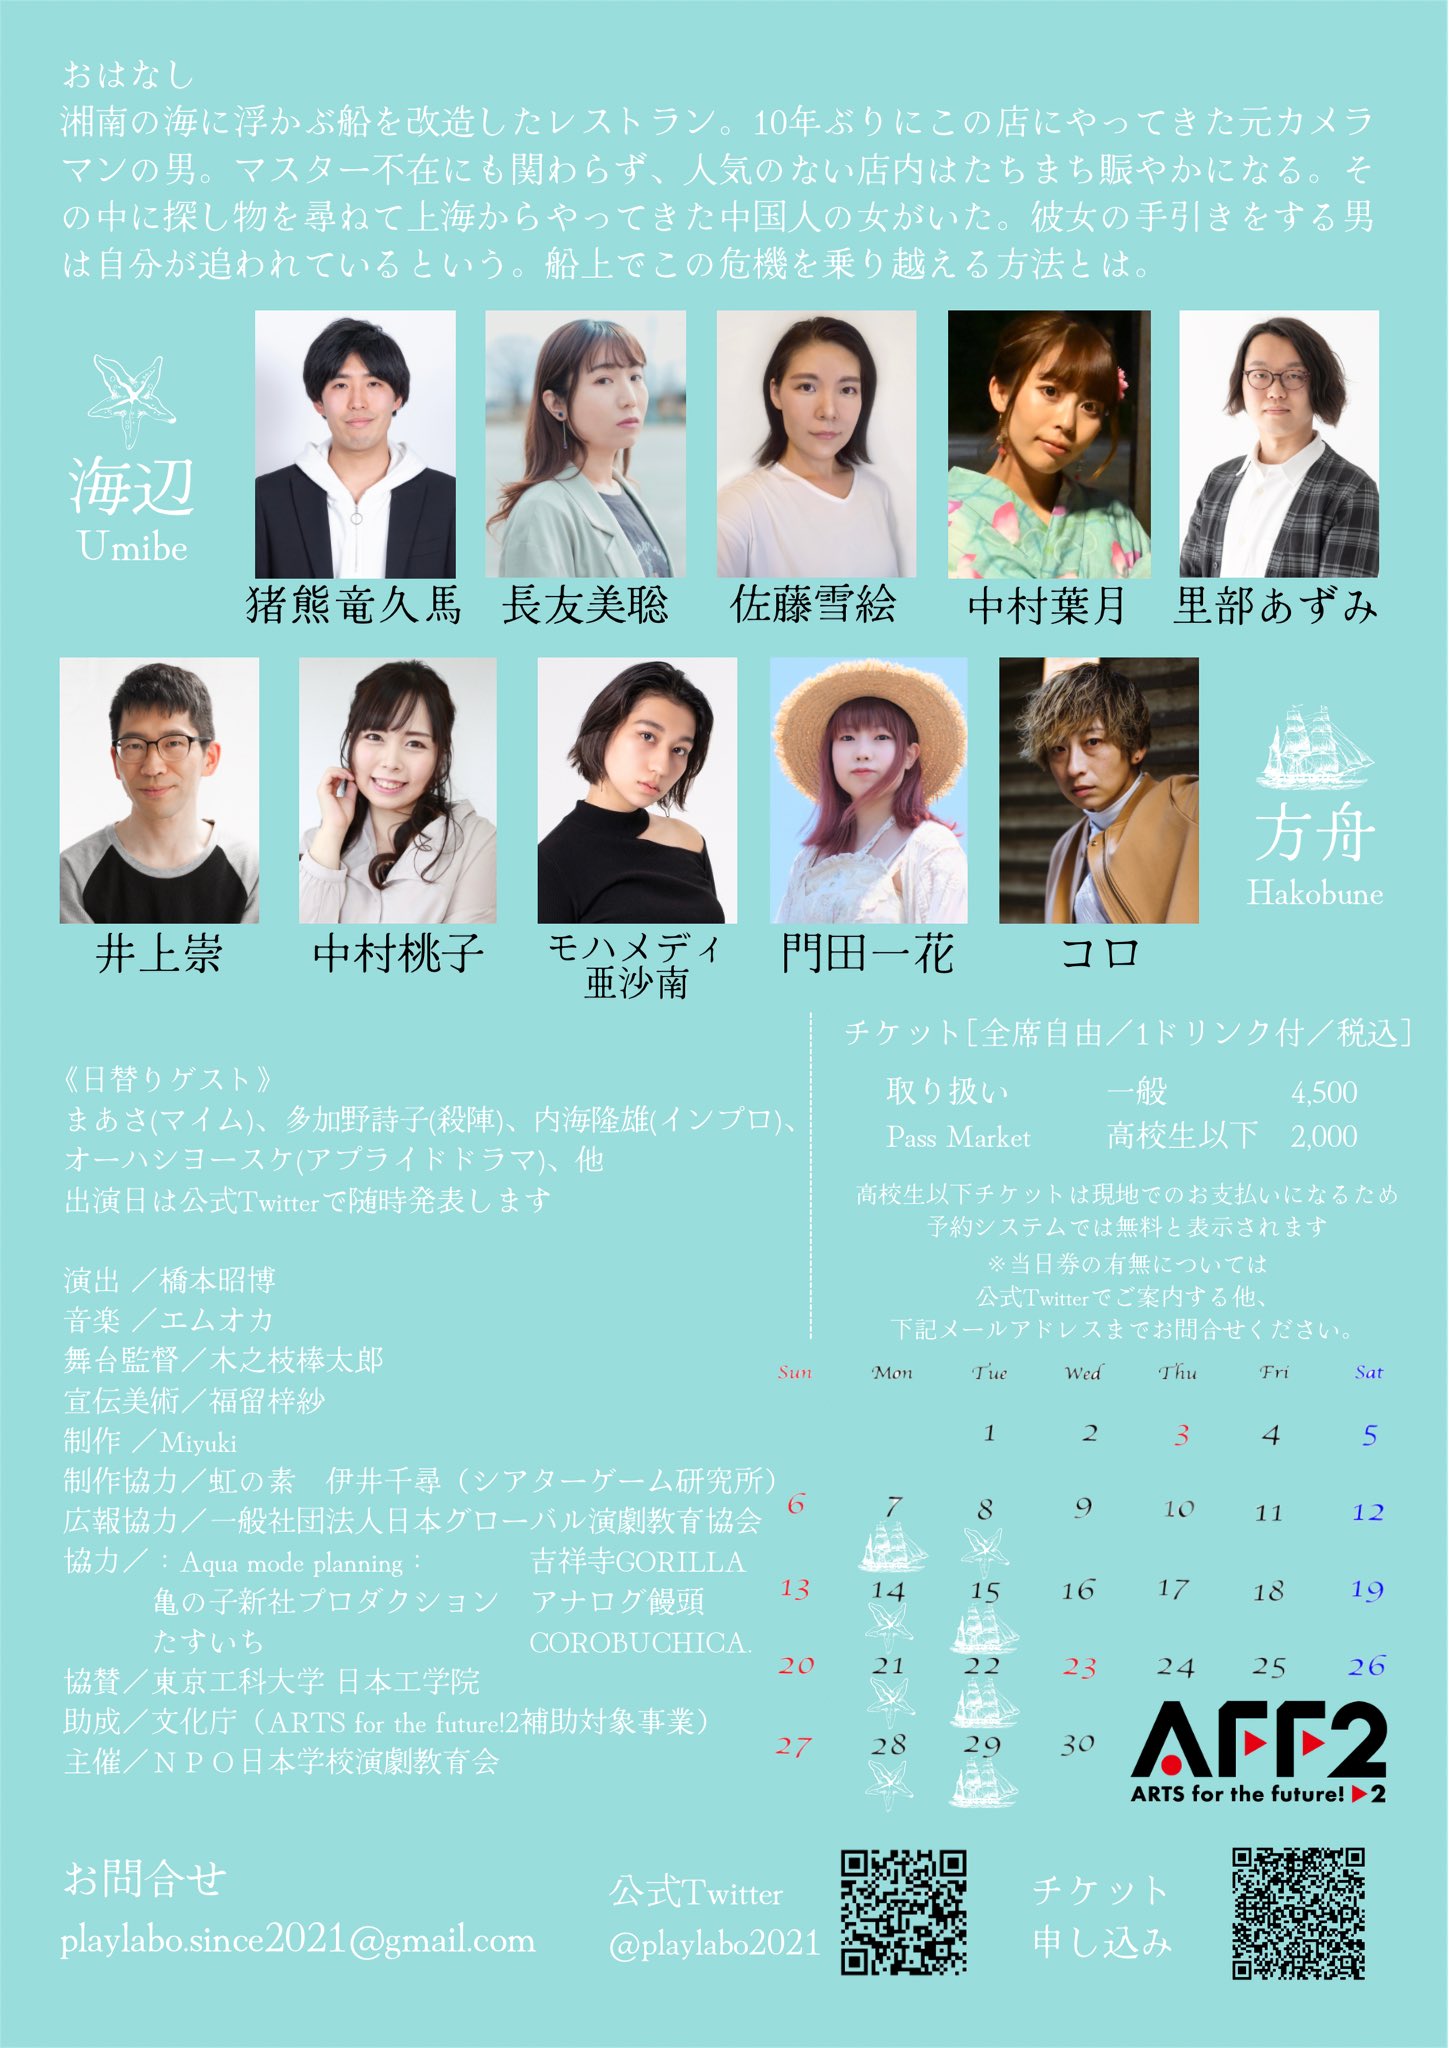 おはなし
湘南の海に浮かぶ船を改造したレストラン。10年ぶりにこの店にやってきた元カメラ
マンの男。マスター不在にも関わらず、人気のない店内はたちまち賑やかになる。そ
の中に探し物を尋ねて上海からやってきた中国人の女がいた。彼女の手引きをする男
は自分が追われているという。船上でこの危機を乗り越える方法とは。
海辺
Umibe
猪熊竜久馬 長友美聡 佐藤雪絵 中村葉月 里部あずみ
井上崇 中村桃子 モハメディ 門田一花 コロ
亜沙南
方舟
Hakobune
《日替りゲスト》
まあさ(マイム)、多加野詩子(殺陣)、内海隆雄(インプロ)、
オーハシヨースケ(アプライドドラマ)、他
出演日は公式Twitterで随時発表します
演出 ／橋本昭博
音楽 ／エムオカ
舞台監督／木之枝棒太郎
宣伝美術／福留梓紗
制作 ／Miyuki
制作協力／虹の素　伊井千尋（シアターゲーム研究所）
広報協力／一般社団法人日本グローバル演劇教育協会
協力／：Aqua mode planning： 吉祥寺GORILLA
亀の子新社プロダクション アナログ饅頭
たすいち COROBUCHICA.
協賛／東京工科大学 日本工学院
助成／文化庁（ARTS for the future!2補助対象事業）
主催／ＮＰＯ日本学校演劇教育会
チケット[全席自由／1ドリンク付／税込]
取り扱い 一般 4,500
Pass Market 高校生以下 2,000
高校生以下チケットは現地でのお支払いになるため
予約システムでは無料と表示されます
※当日券の有無については
公式Twitterでご案内する他、
下記メールアドレスまでお問合せください。
Sun Mon Tue Wed Thu Fri Sat
1 2 3 4 5
6 7 8 9 10 11 12
13 14 15 16 17 18 19
20 21 22 23 24 25 26
27 28 29 30
AFF2
ARTS for the future! 2
お問合せ
playlabo.since2021@gmail.com
公式Twitter
@playlabo2021
チケット
申し込み